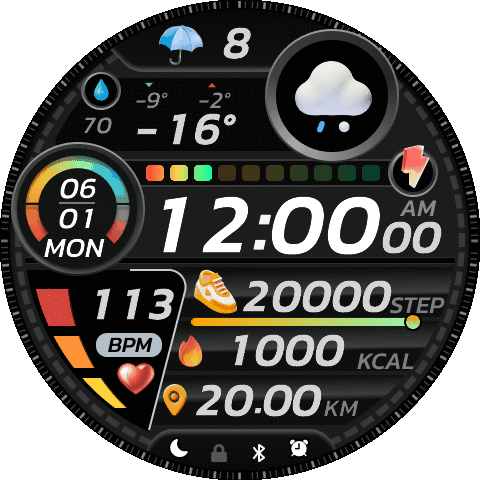 8
-9° -2°
70 -16°
06
01
MON
12:00 00 AM
113
BPM
20000 STEP
1000 KCAL
20.00 KM